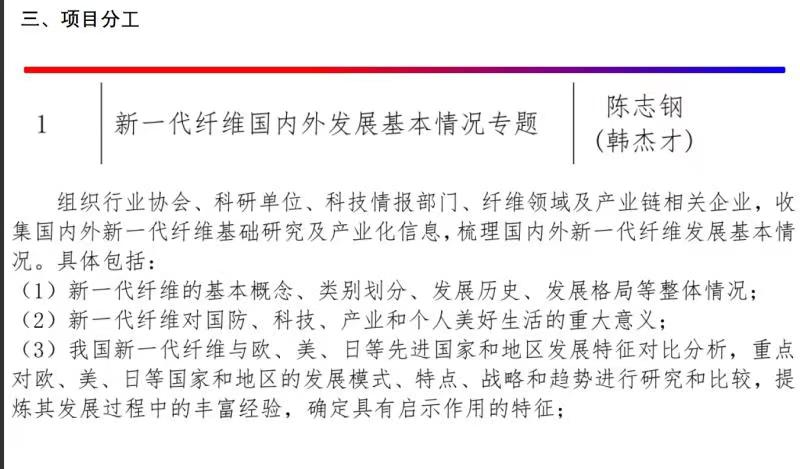 三、项目分工
1 新一代纤维国内外发展基本情况专题 陈志钢
(韩杰才)
组织行业协会、科研单位、科技情报部门、纤维领域及产业链相关企业，收
集国内外新一代纤维基础研究及产业化信息，梳理国内外新一代纤维发展基本情
况。具体包括：
（1）新一代纤维的基本概念、类别划分、发展历史、发展格局等整体情况；
（2）新一代纤维对国防、科技、产业和个人美好生活的重大意义；
（3）我国新一代纤维与欧、美、日等先进国家和地区发展特征对比分析，重点
对欧、美、日等国家和地区的发展模式、特点、战略和趋势进行研究和比较，提
炼其发展过程中的丰富经验，确定具有启示作用的特征；